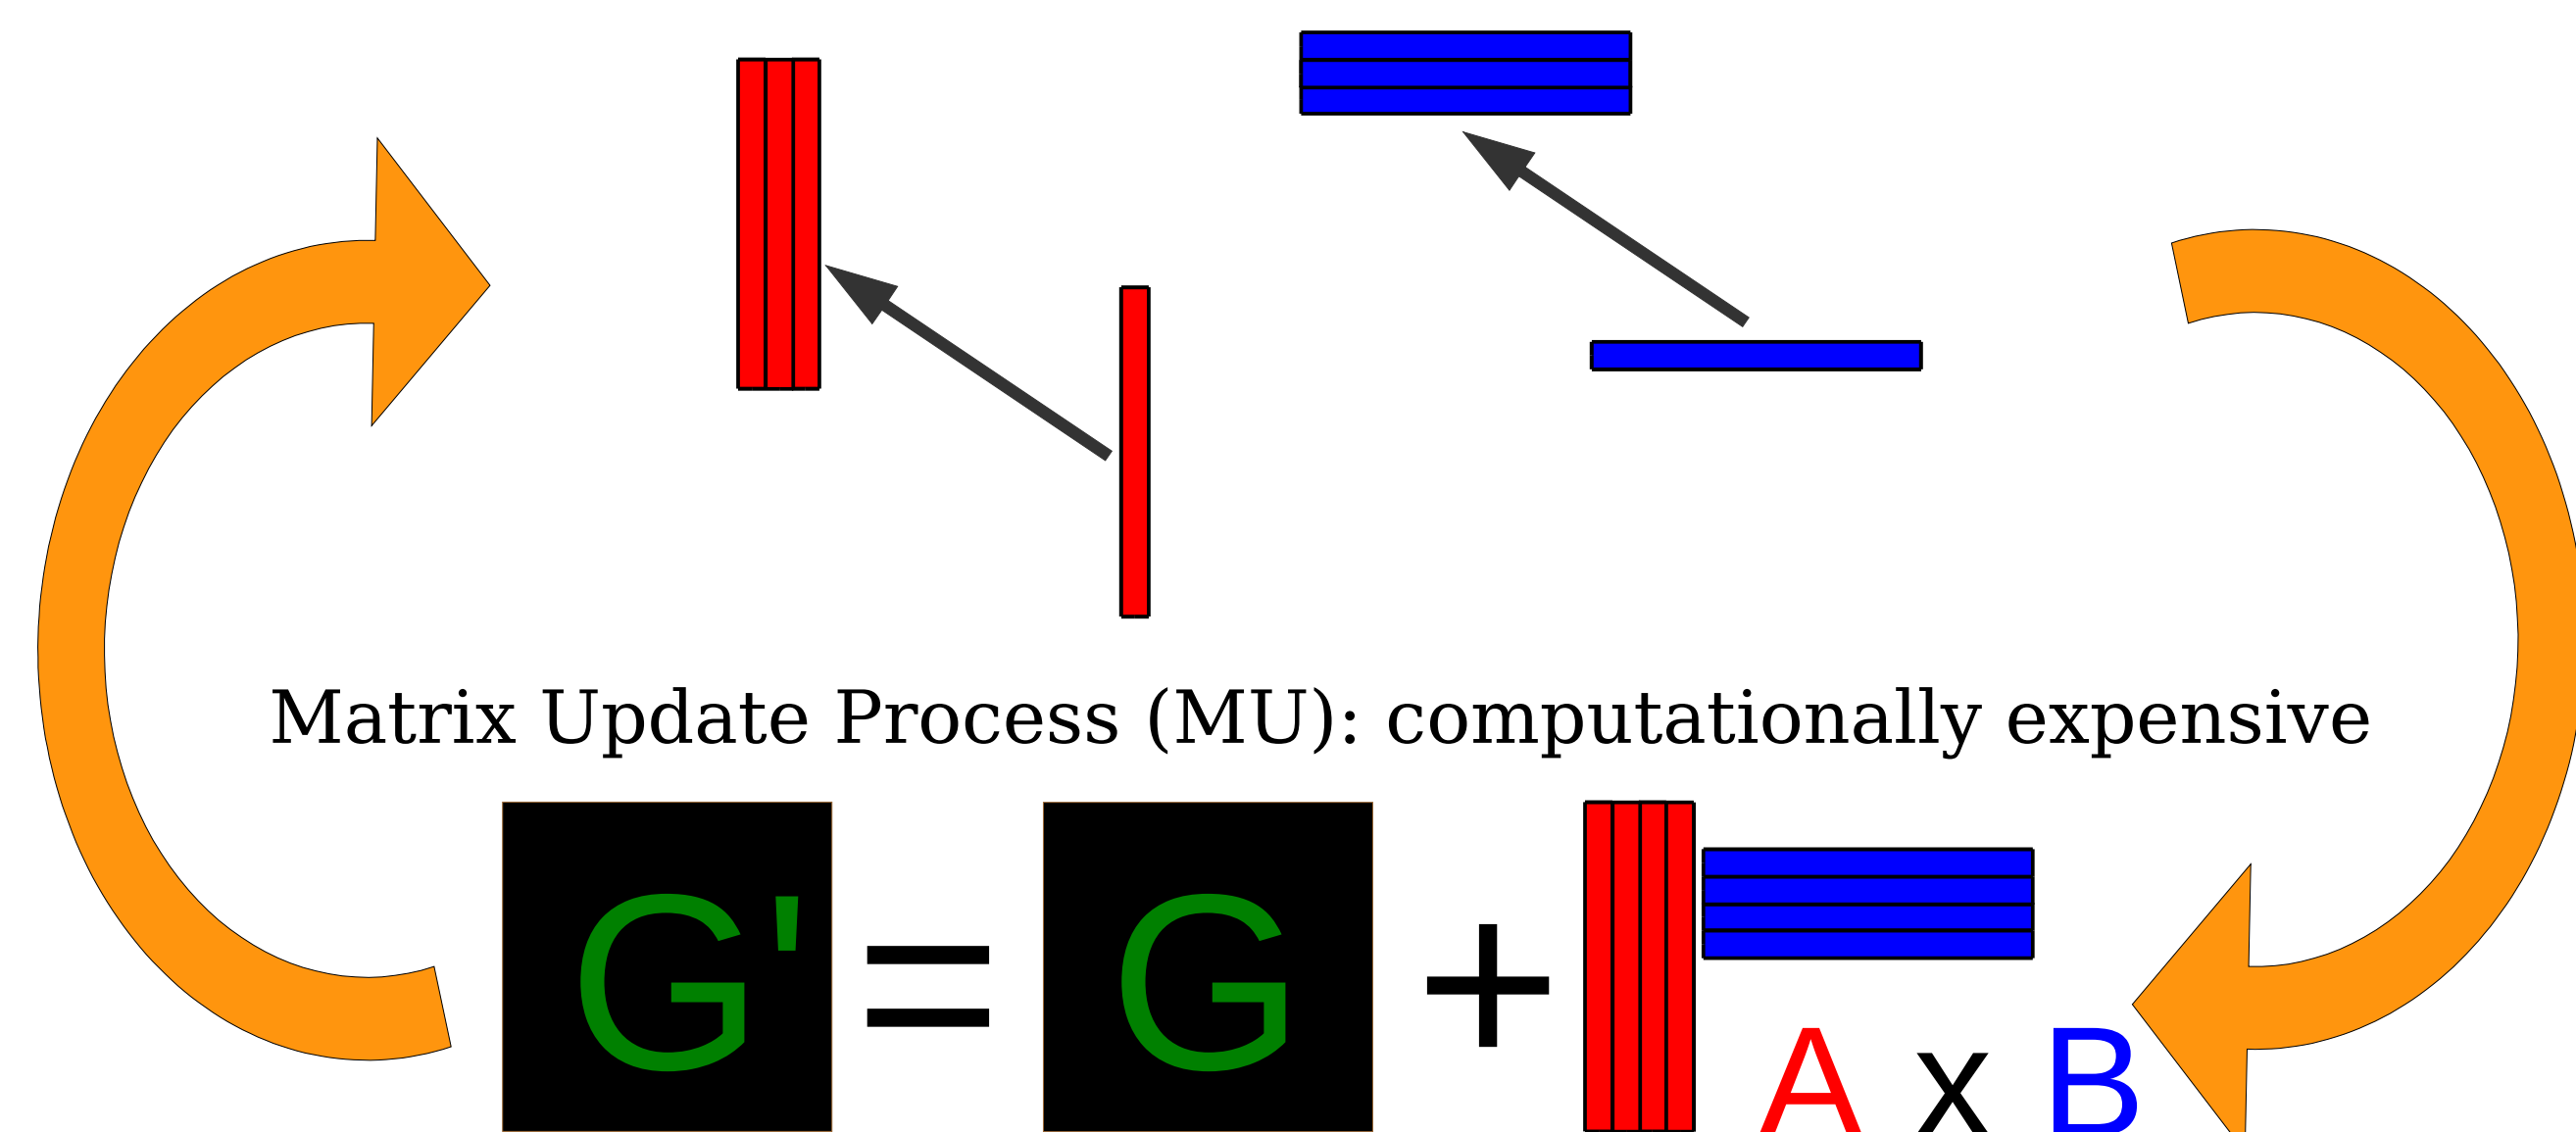 Matrix Update Process (MU): computationally expensive
G' = G +
A x B